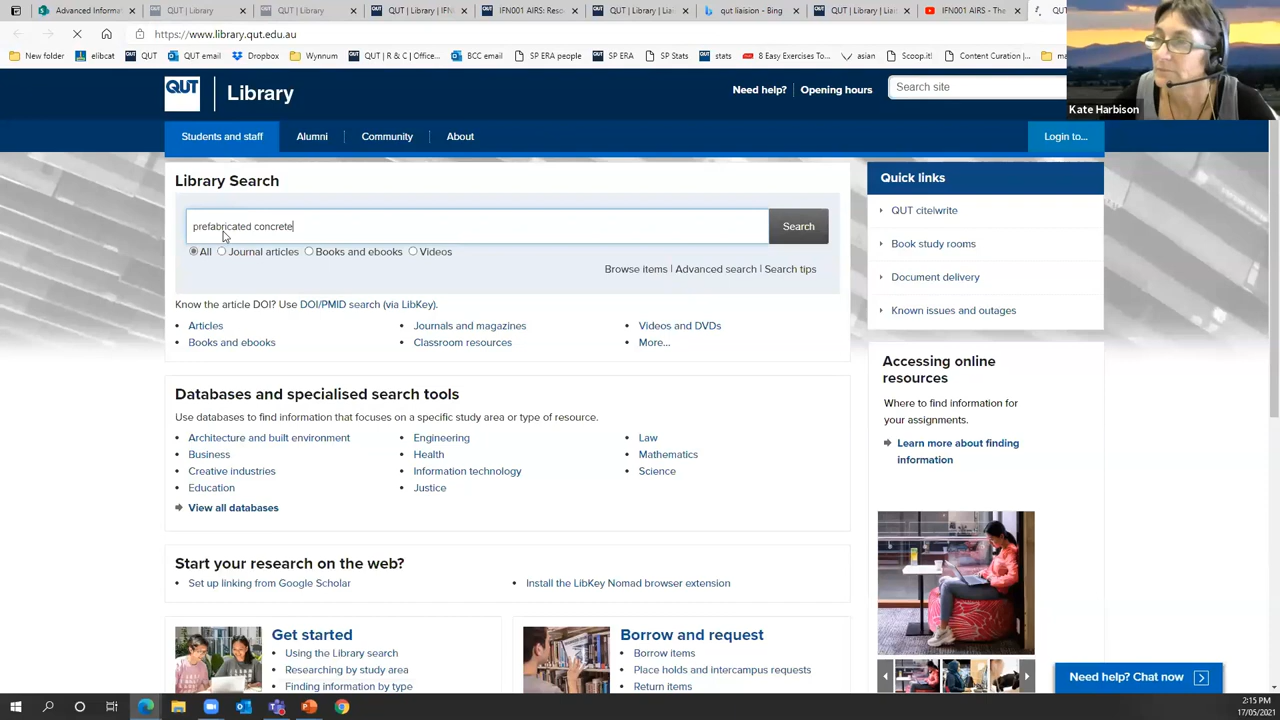 Advanced
QUT | Library
QUT | Library
QUT | Library | IFN
IFN001 AIRS: Reso
QUT | Library | Liai
qut liaison - Bing
QUT | Library | Liai
IFN001 AIRS - The
https://www.library.qut.edu.au
New folder
elibcat
QUT
QUT email
Dropbox
Wynnum
QUT | R & C | Offic...
BCC email
SP ERA people
SP ERA
SP Stats
stats
8 Easy Exercises To...
asian
Scoop.it!
Content Curation |...
QUT
Library
Need help?
Opening hours
Search site
Kate Harbison
Students and staff
Alumni
Community
About
Login to...
Library Search
prefabricated concrete
Search
All
Journal articles
Books and ebooks
Videos
Browse items | Advanced search | Search tips
Know the article DOI? Use DOI/PMID search (via LibKey).
Articles
Journals and magazines
Videos and DVDs
Books and ebooks
Classroom resources
More...
Databases and specialised search tools
Use databases to find information that focuses on a specific study area or type of resource.
Architecture and built environment
Engineering
Law
Business
Health
Mathematics
Creative industries
Information technology
Science
Education
Justice
View all databases
Start your research on the web?
Set up linking from Google Scholar
Install the LibKey Nomad browser extension
Get started
Using the Library search
Researching by study area
Finding information by type
Borrow and request
Borrow items
Place holds and intercampus requests
Return items
Quick links
QUT cite|write
Book study rooms
Document delivery
Known issues and outages
Accessing online
resources
Where to find information for
your assignments.
Learn more about finding
information
Need help? Chat now
2:15 PM
17/05/2021